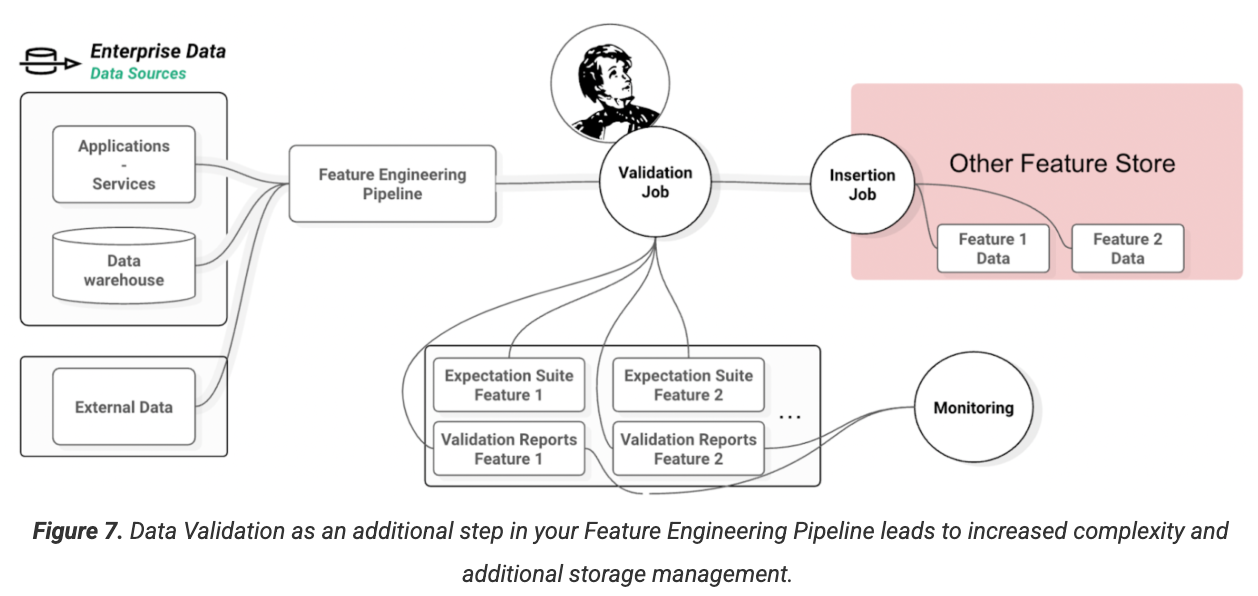 Enterprise Data
Data Sources
Applications
-
Services
Data
warehouse
External Data
Feature Engineering
Pipeline
Validation
Job
Insertion
Job
Other Feature Store
Feature 1
Data
Feature 2
Data
Expectation Suite
Feature 1
Expectation Suite
Feature 2
...
Validation Reports
Feature 1
Validation Reports
Feature 2
Monitoring
Figure 7. Data Validation as an additional step in your Feature Engineering Pipeline leads to increased complexity and
additional storage management.